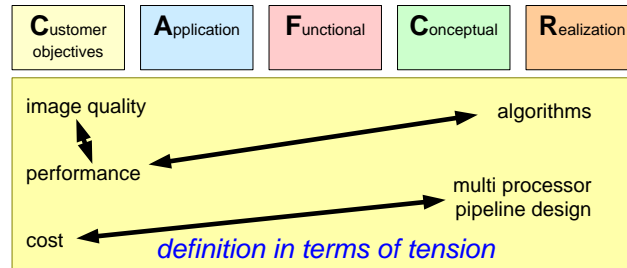 Customer
objectives
Application
Functional
Conceptual
Realization
image quality
algorithms
performance
multi processor
pipeline design
cost
definition in terms of tension